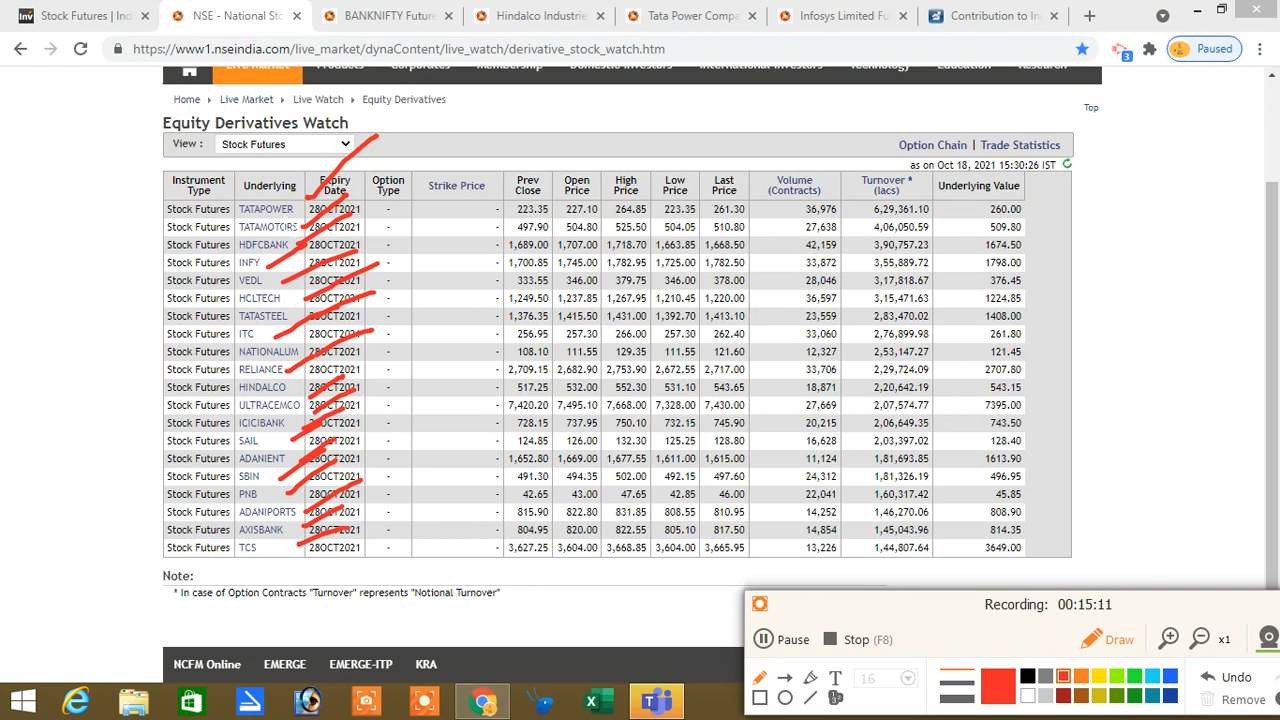 Stock Futures | Ind
NSE - National Sto
BANKNIFTY Future
Hindalco Industrie
Tata Power Comp
Infosys Limited Fu
Contribution to In
https://www1.nseindia.com/live_market/dynaContent/live_watch/derivative_stock_watch.htm
3
Paused
Home Live Market Live Watch Equity Derivatives
Top
Equity Derivatives Watch
View : Stock Futures
Option Chain | Trade Statistics
as on Oct 18, 2021 15:30:26 IST
Instrument Type Underlying Expiry Date Option Type Strike Price Prev Close Open Price High Price Low Price Last Price Volume (Contracts) Turnover * (lacs) Underlying Value
Stock Futures TATAPOWER 28OCT2021 - - 223.35 227.10 264.85 223.35 261.30 36,976 6,29,361.10 260.00
Stock Futures TATAMOTORS 28OCT2021 - - 497.90 504.80 525.50 504.05 510.80 27,638 4,06,050.59 509.80
Stock Futures HDFCBANK 28OCT2021 - - 1,689.00 1,707.00 1,718.70 1,663.85 1,668.85 42,159 3,90,757.23 1674.50
Stock Futures INFY 28OCT2021 - - 1,700.85 1,745.00 1,782.95 1,725.00 1,782.50 33,872 3,55,889.72 1798.00
Stock Futures VEDL 28OCT2021 - - 333.55 346.00 379.75 346.00 378.00 28,046 3,17,818.67 376.45
Stock Futures HCLTECH 28OCT2021 - - 1,249.50 1,237.85 1,267.95 1,210.45 1,220.00 36,597 3,15,471.63 1224.85
Stock Futures TATASTEEL 28OCT2021 - - 1,376.35 1,415.50 1,431.00 1,392.70 1,413.10 23,559 2,83,470.02 1408.00
Stock Futures ITC 28OCT2021 - - 256.95 257.30 266.00 257.30 262.40 33,060 2,76,899.98 261.80
Stock Futures NATIONALUM 28OCT2021 - - 108.10 111.55 129.35 111.55 121.60 12,327 2,53,147.27 121.45
Stock Futures RELIANCE 28OCT2021 - - 2,709.15 2,682.90 2,753.90 2,672.55 2,717.00 33,706 2,29,724.09 2707.80
Stock Futures HINDALCO 28OCT2021 - - 517.25 532.00 552.30 531.10 543.65 18,871 2,20,642.19 543.15
Stock Futures ULTRACEMCO 28OCT2021 - - 7,420.20 7,495.10 7,668.00 7,328.00 7,430.00 27,669 2,07,574.77 7395.00
Stock Futures ICICIBANK 28OCT2021 - - 728.15 737.95 750.10 732.15 745.90 20,215 2,06,649.35 743.50
Stock Futures SAIL 28OCT2021 - - 124.85 126.00 132.30 125.25 128.80 16,628 2,03,397.02 128.40
Stock Futures ADANIENT 28OCT2021 - - 1,652.80 1,669.00 1,677.55 1,611.00 1,615.00 11,124 1,81,693.85 1613.90
Stock Futures SBIN 28OCT2021 - - 491.30 494.35 502.00 492.15 497.60 24,312 1,81,326.19 496.95
Stock Futures PNB 28OCT2021 - - 42.65 43.00 47.65 42.85 46.00 22,041 1,60,317.42 45.85
Stock Futures ADANIPORTS 28OCT2021 - - 815.90 822.80 831.85 808.55 810.95 14,252 1,46,270.06 808.90
Stock Futures AXISBANK 28OCT2021 - - 804.95 820.00 822.55 805.10 817.50 14,854 1,45,043.96 814.35
Stock Futures TCS 28OCT2021 - - 3,627.25 3,604.00 3,668.85 3,604.00 3,665.95 13,226 1,44,807.64 3649.00
Note:
* In case of Option Contracts "Turnover" represents "Notional Turnover"
Recording: 00:15:11
Pause Stop (F8) Draw x1
T 16 Undo
Remove
NCFM Online EMERGE EMERGE-ITP KRA